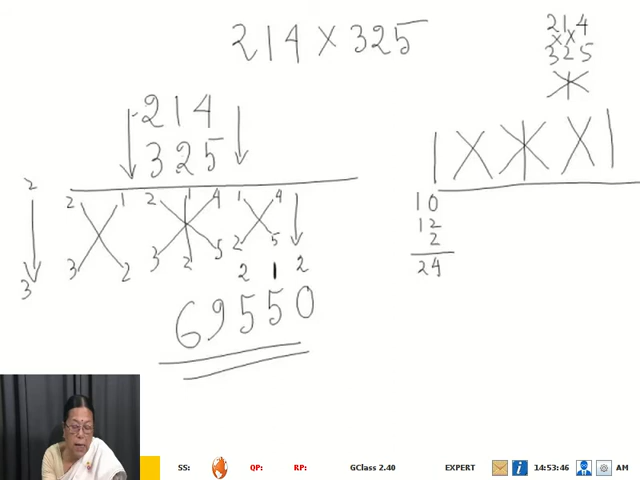 214 × 325
214
× ×
325
214
325
2 2 1 2 1 4 1 4
3 3 2 3 2 5 2 5
2 1 2
69550
10
12
2
24
SS: QP: RP: GClass 2.40 EXPERT i 14:53:46 AM